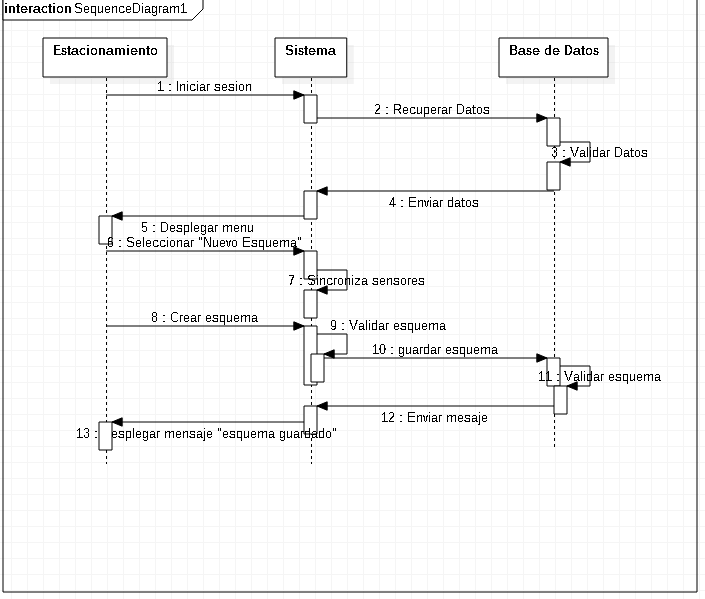 interaction SequenceDiagram1
Estacionamiento
Sistema
Base de Datos
1 : Iniciar sesion
2 : Recuperar Datos
3 : Validar Datos
4 : Enviar datos
5 : Desplegar menu
6 : Seleccionar "Nuevo Esquema"
7 : Sincroniza sensores
8 : Crear esquema
9 : Validar esquema
10 : guardar esquema
11 : Validar esquema
12 : Enviar mesaje
13 : Desplegar mensaje "esquema guardado"